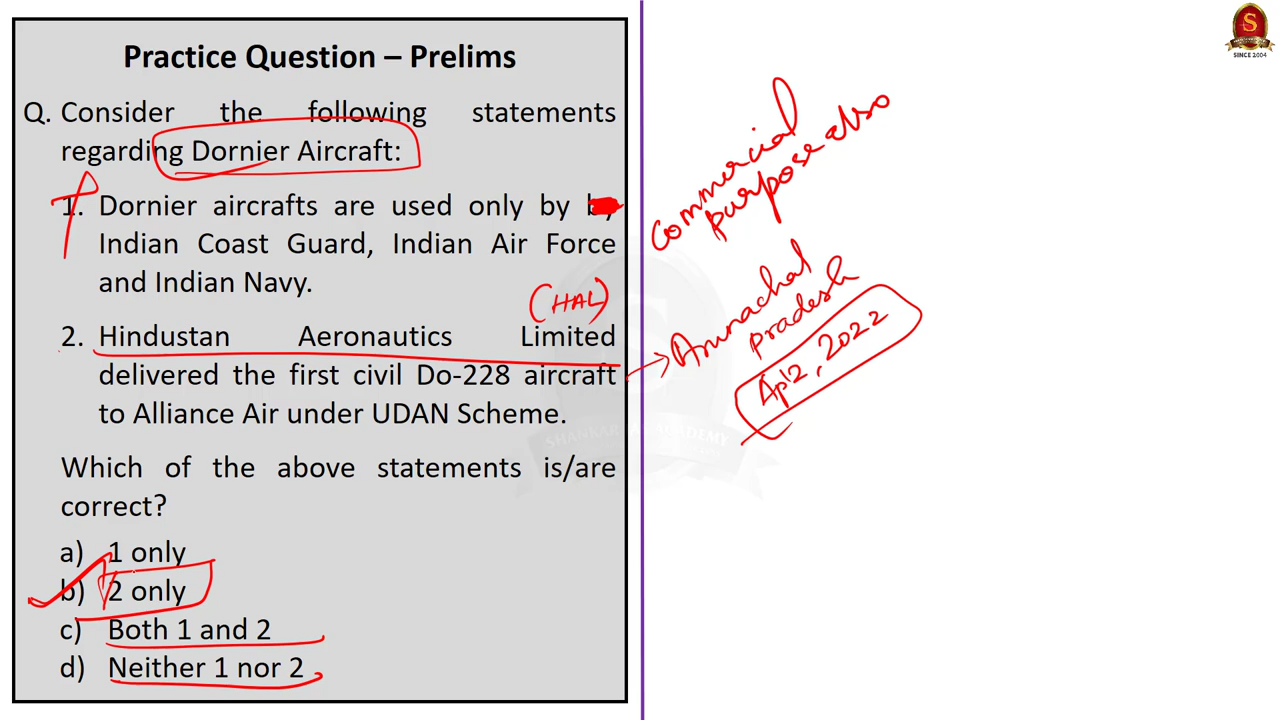 Practice Question – Prelims
Q. Consider the following statements
regarding Dornier Aircraft:
1. Dornier aircrafts are used only by by
Indian Coast Guard, Indian Air Force
and Indian Navy.
(HAL)
2. Hindustan Aeronautics Limited
delivered the first civil Do-228 aircraft
to Alliance Air under UDAN Scheme.
Which of the above statements is/are
correct?
a) 1 only
b) 2 only
c) Both 1 and 2
d) Neither 1 nor 2
Commercial
purpose also
Arunachal
pradesh
Ap12, 2022
S
SINCE 2004